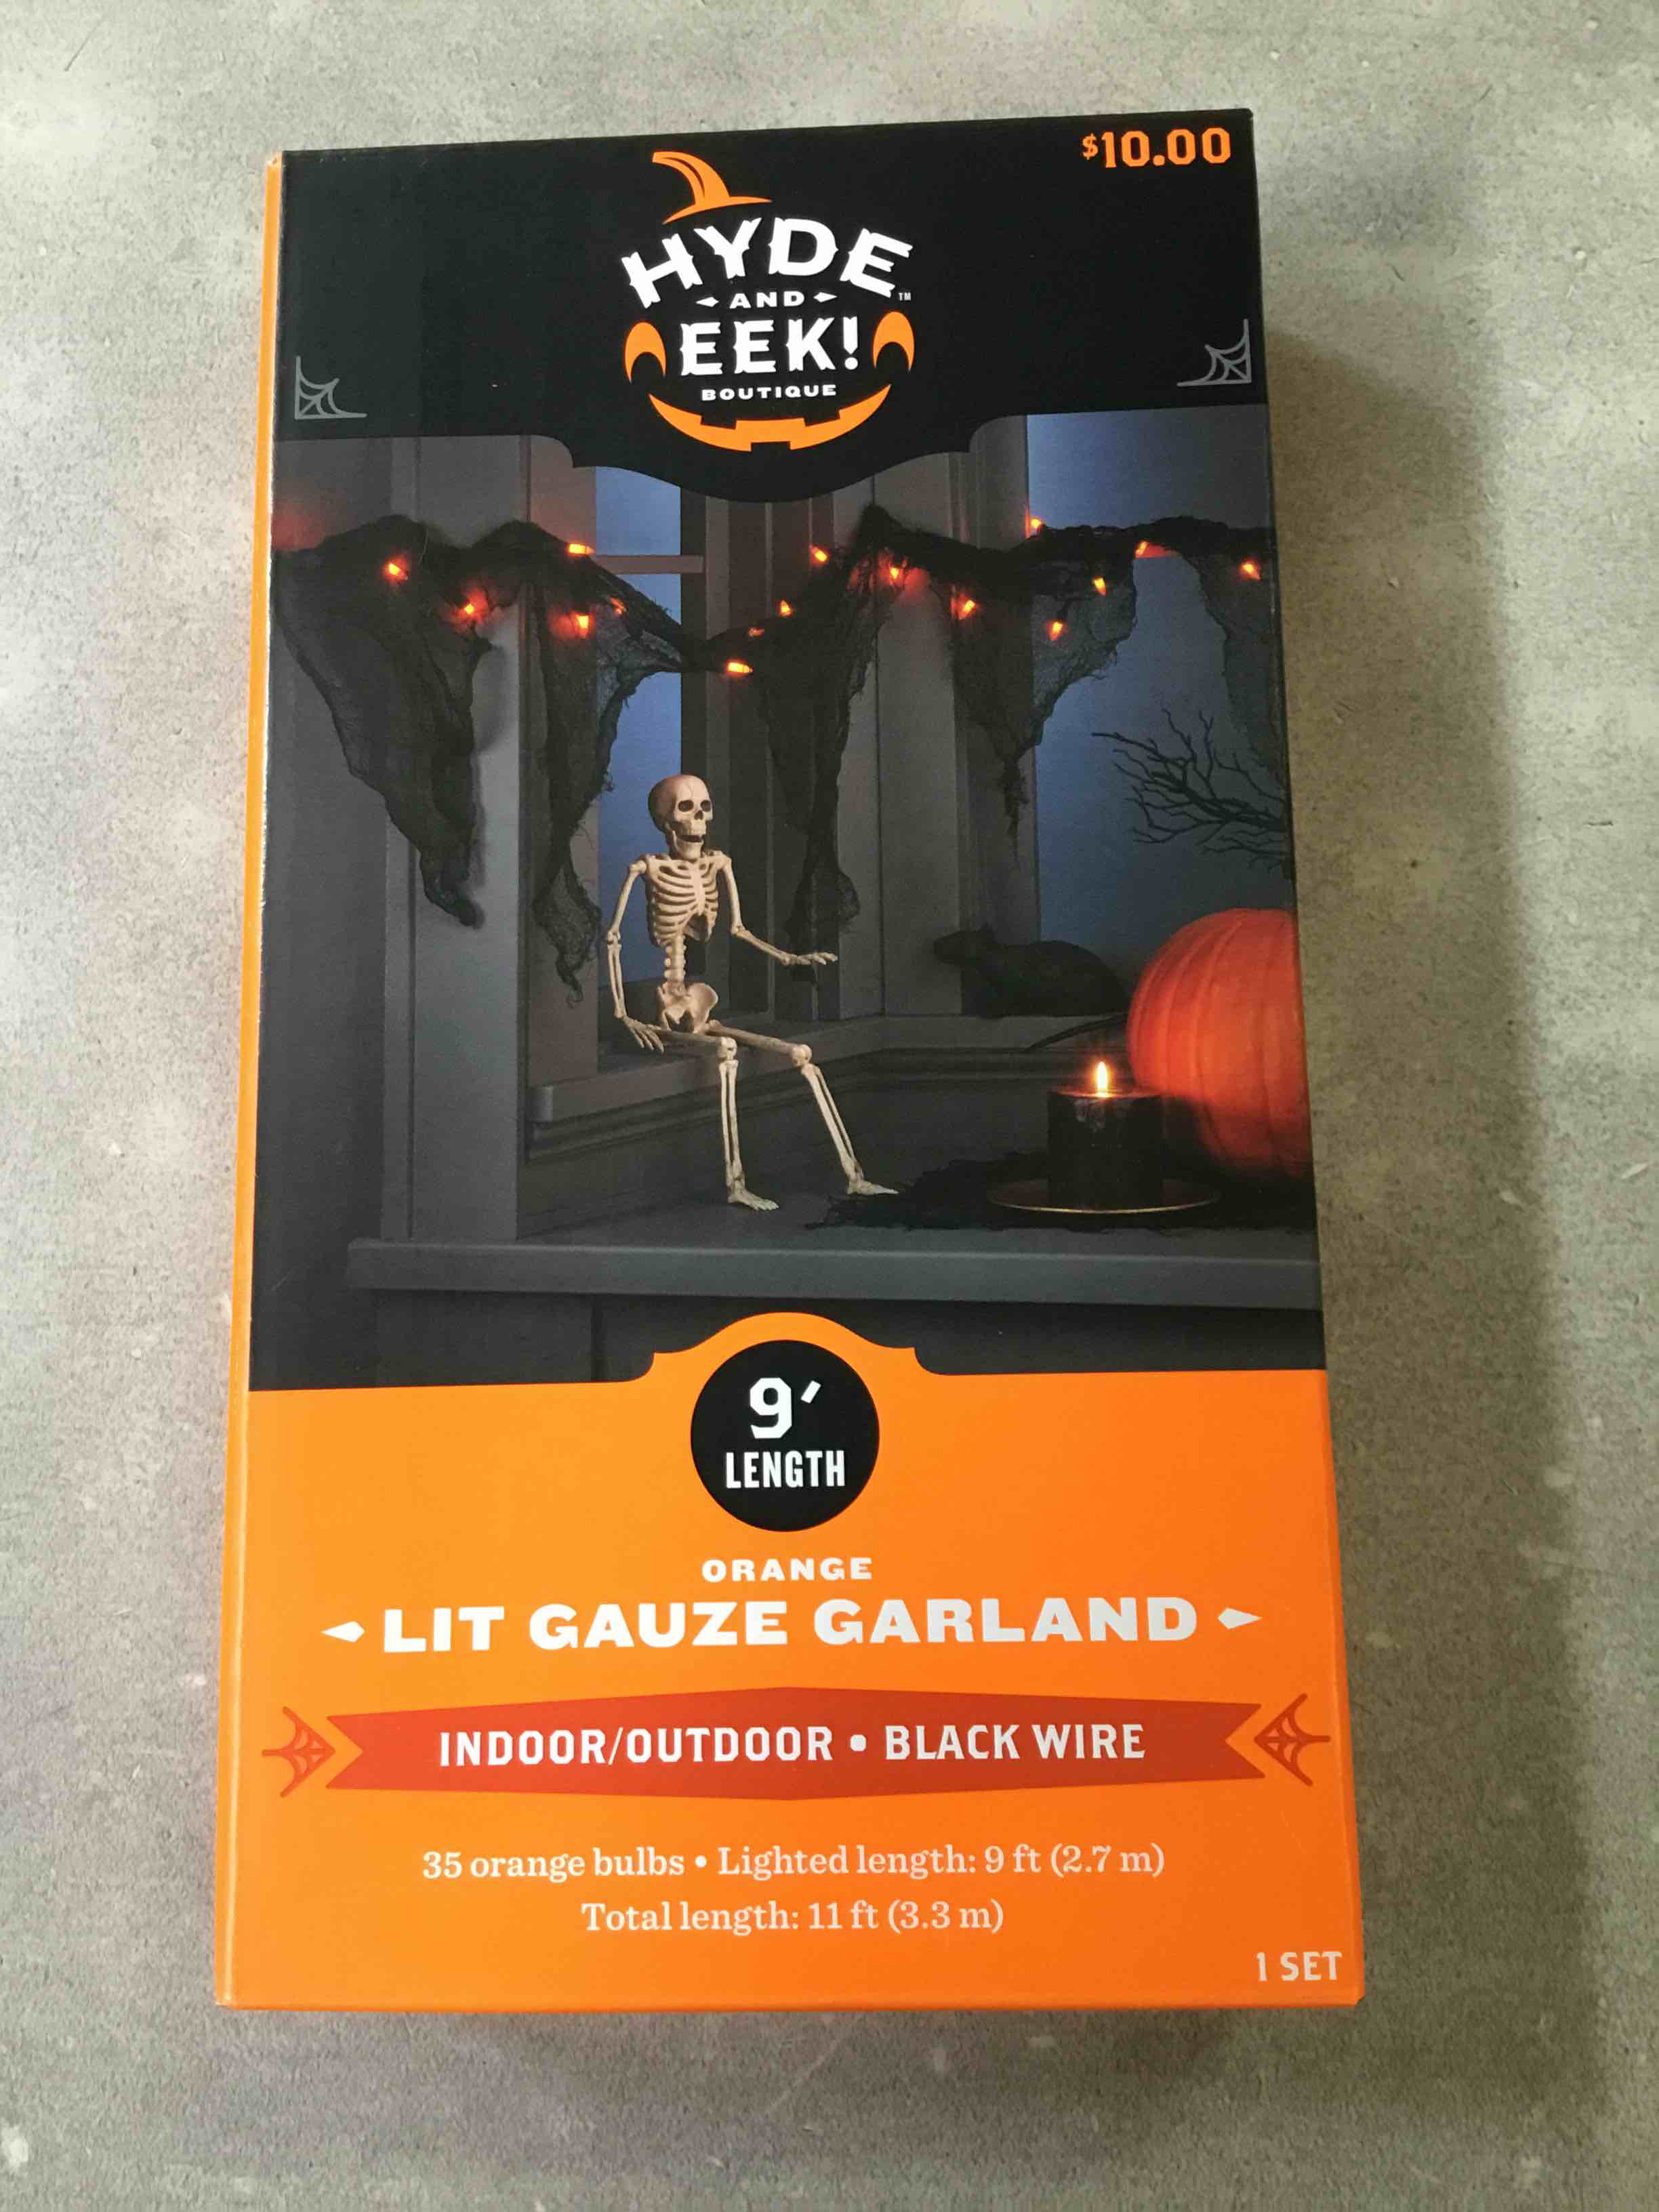 $10.00
HYDE
AND
EEK!™
BOUTIQUE
9′
LENGTH
ORANGE
LIT GAUZE GARLAND
INDOOR/OUTDOOR • BLACK WIRE
35 orange bulbs • Lighted length: 9 ft (2.7 m)
Total length: 11 ft (3.3 m)
1 SET